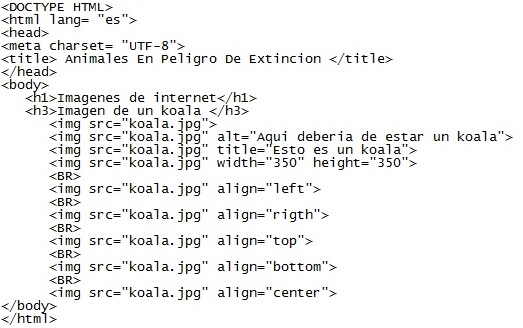 <DOCTYPE HTML>
<html lang= "es">
<head>
<meta charset= "UTF-8">
<title> Animales En Peligro De Extincion </title>
</head>
<body>
<h1>Imagenes de internet</h1>
<h3>Imagen de un koala </h3>
<img src="koala.jpg">
<img src="koala.jpg" alt="Aqui deberia de estar un koala">
<img src="koala.jpg" title="Esto es un koala">
<img src="koala.jpg" width="350" height="350">
<BR>
<img src="koala.jpg" align="left">
<BR>
<img src="koala.jpg" align="rigth">
<BR>
<img src="koala.jpg" align="top">
<BR>
<img src="koala.jpg" align="bottom">
<BR>
<img src="koala.jpg" align="center">
</body>
</html>